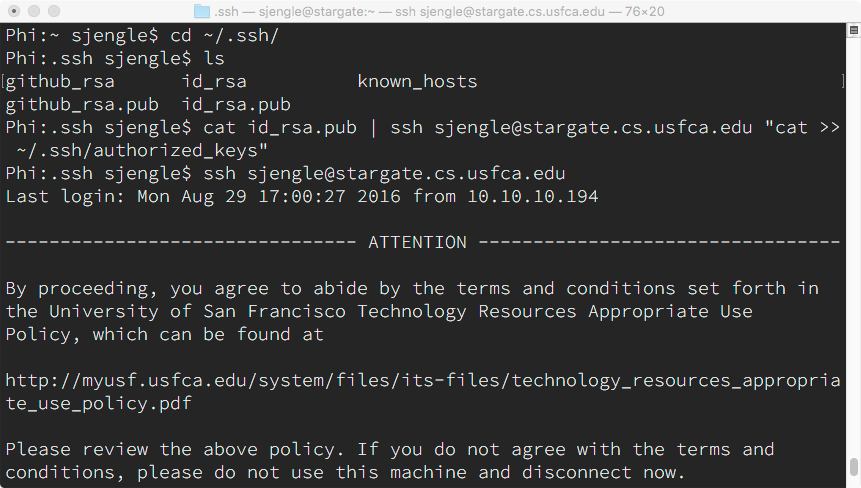 .ssh — sjengle@stargate:~ — ssh sjengle@stargate.cs.usfca.edu — 76×20
Phi:~ sjengle$ cd ~/.ssh/
Phi:.ssh sjengle$ ls
[github_rsa      id_rsa          known_hosts                                 ]
github_rsa.pub  id_rsa.pub
Phi:.ssh sjengle$ cat id_rsa.pub | ssh sjengle@stargate.cs.usfca.edu "cat >>
 ~/.ssh/authorized_keys"
Phi:.ssh sjengle$ ssh sjengle@stargate.cs.usfca.edu
Last login: Mon Aug 29 17:00:27 2016 from 10.10.10.194
-------------------------------- ATTENTION ---------------------------------
By proceeding, you agree to abide by the terms and conditions set forth in
the University of San Francisco Technology Resources Appropriate Use
Policy, which can be found at
http://myusf.usfca.edu/system/files/its-files/technology_resources_appropria
te_use_policy.pdf
Please review the above policy. If you do not agree with the terms and
conditions, please do not use this machine and disconnect now.